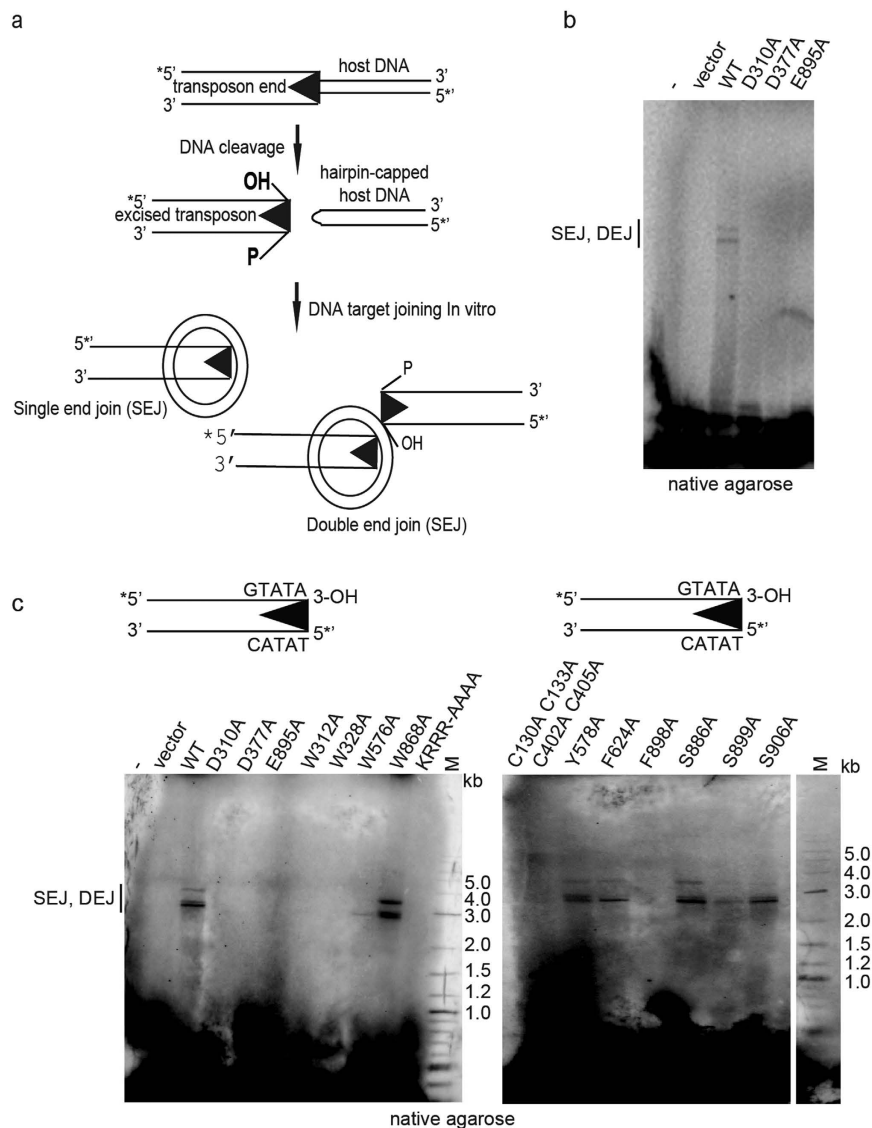 a
*5'
host DNA
3'
transposon end
5*'
3'
DNA cleavage
OH
hairpin-capped
host DNA
*5'
3'
excised transposon
5*'
3'
P
DNA target joining In vitro
5*'
3'
Single end join (SEJ)
P
3'
5*'
*5'
OH
3'
Double end join (SEJ)
b
-
vector
WT
D310A
D377A
E895A
SEJ, DEJ
native agarose
c
*5'
GTATA
3-OH
3'
CATAT
5*'
*5'
GTATA
3-OH
3'
CATAT
5*'
-
vector
WT
D310A
D377A
E895A
W312A
W328A
W576A
W868A
KRRR-AAAA
M
kb
SEJ, DEJ
5.0
4.0
3.0
2.0
1.5
1.2
1.0
C130A C133A
C402A C405A
Y578A
F624A
F898A
S886A
S899A
S906A
M
kb
5.0
4.0
3.0
2.0
1.5
1.2
1.0
native agarose